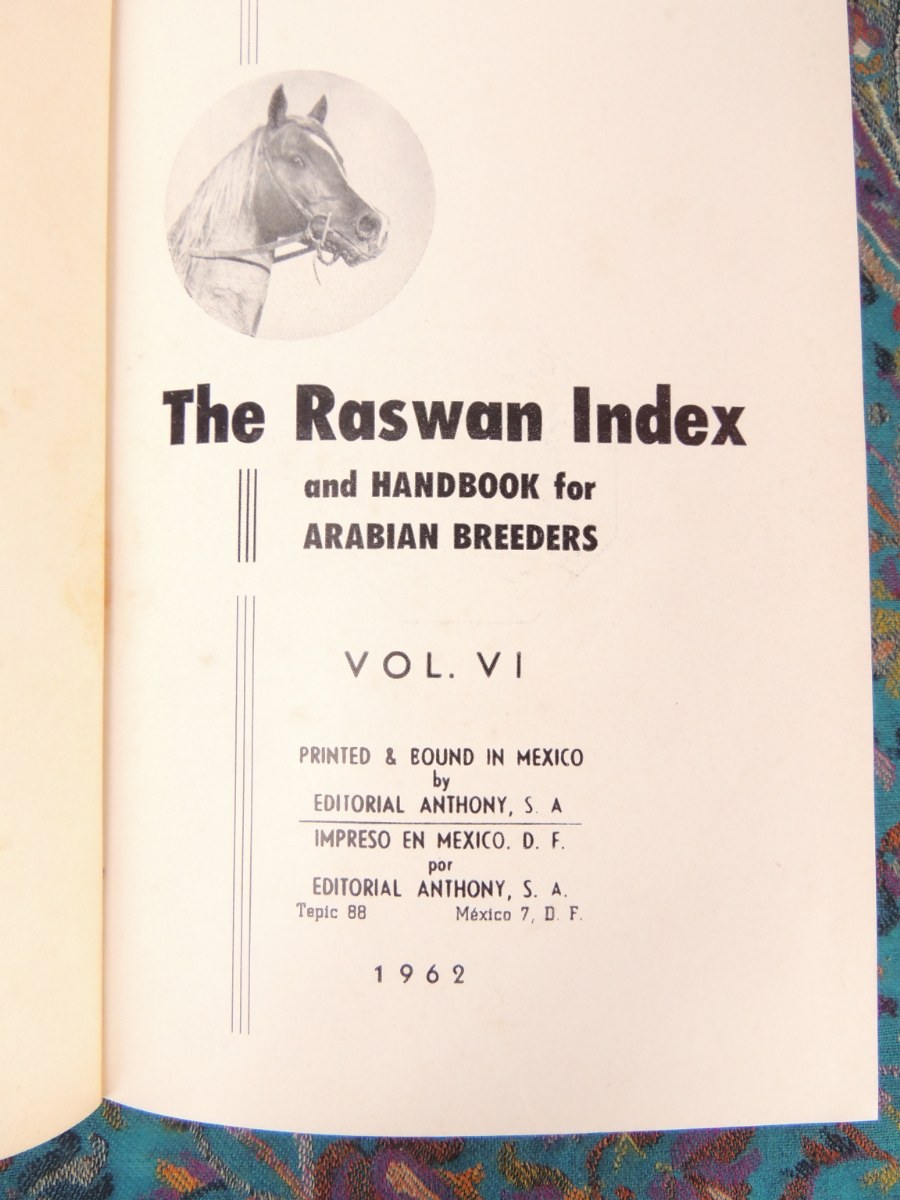 The Raswan Index
and HANDBOOK for
ARABIAN BREEDERS
VOL. VI
PRINTED & BOUND IN MEXICO
by
EDITORIAL ANTHONY, S. A
IMPRESO EN MEXICO. D. F.
por
EDITORIAL ANTHONY, S. A.
Tepic 88 México 7, D. F.
1962